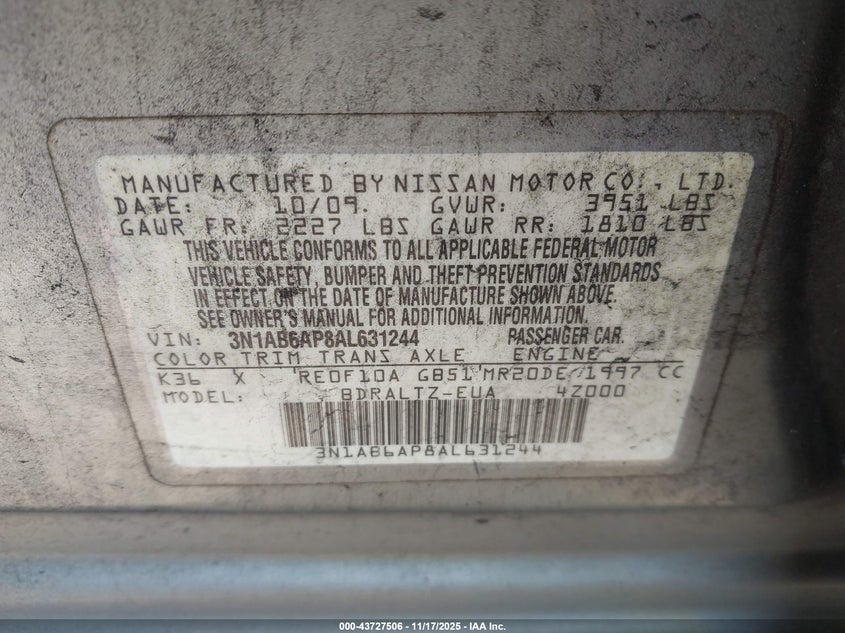 MANUFACTURED BY NISSAN MOTOR CO., LTD.
DATE: 10/09. GVWR: 3951 LBS
GAWR FR: 2227 LBS GAWR RR: 1810 LBS
THIS VEHICLE CONFORMS TO ALL APPLICABLE FEDERAL MOTOR
VEHICLE SAFETY, BUMPER AND THEFT PREVENTION STANDARDS
IN EFFECT ON THE DATE OF MANUFACTURE SHOWN ABOVE.
SEE OWNER'S MANUAL FOR ADDITIONAL INFORMATION.
VIN: 3N1AB6AP8AL631244 PASSENGER CAR.
COLOR TRIM TRANS AXLE ENGINE
K36 X RE0F10A GB51 MR20DE 1997 CC
MODEL: BDRALTZ-EUA 4Z000
3N1AB6AP8AL631244
000-43727506 - 11/17/2025 - IAA Inc.